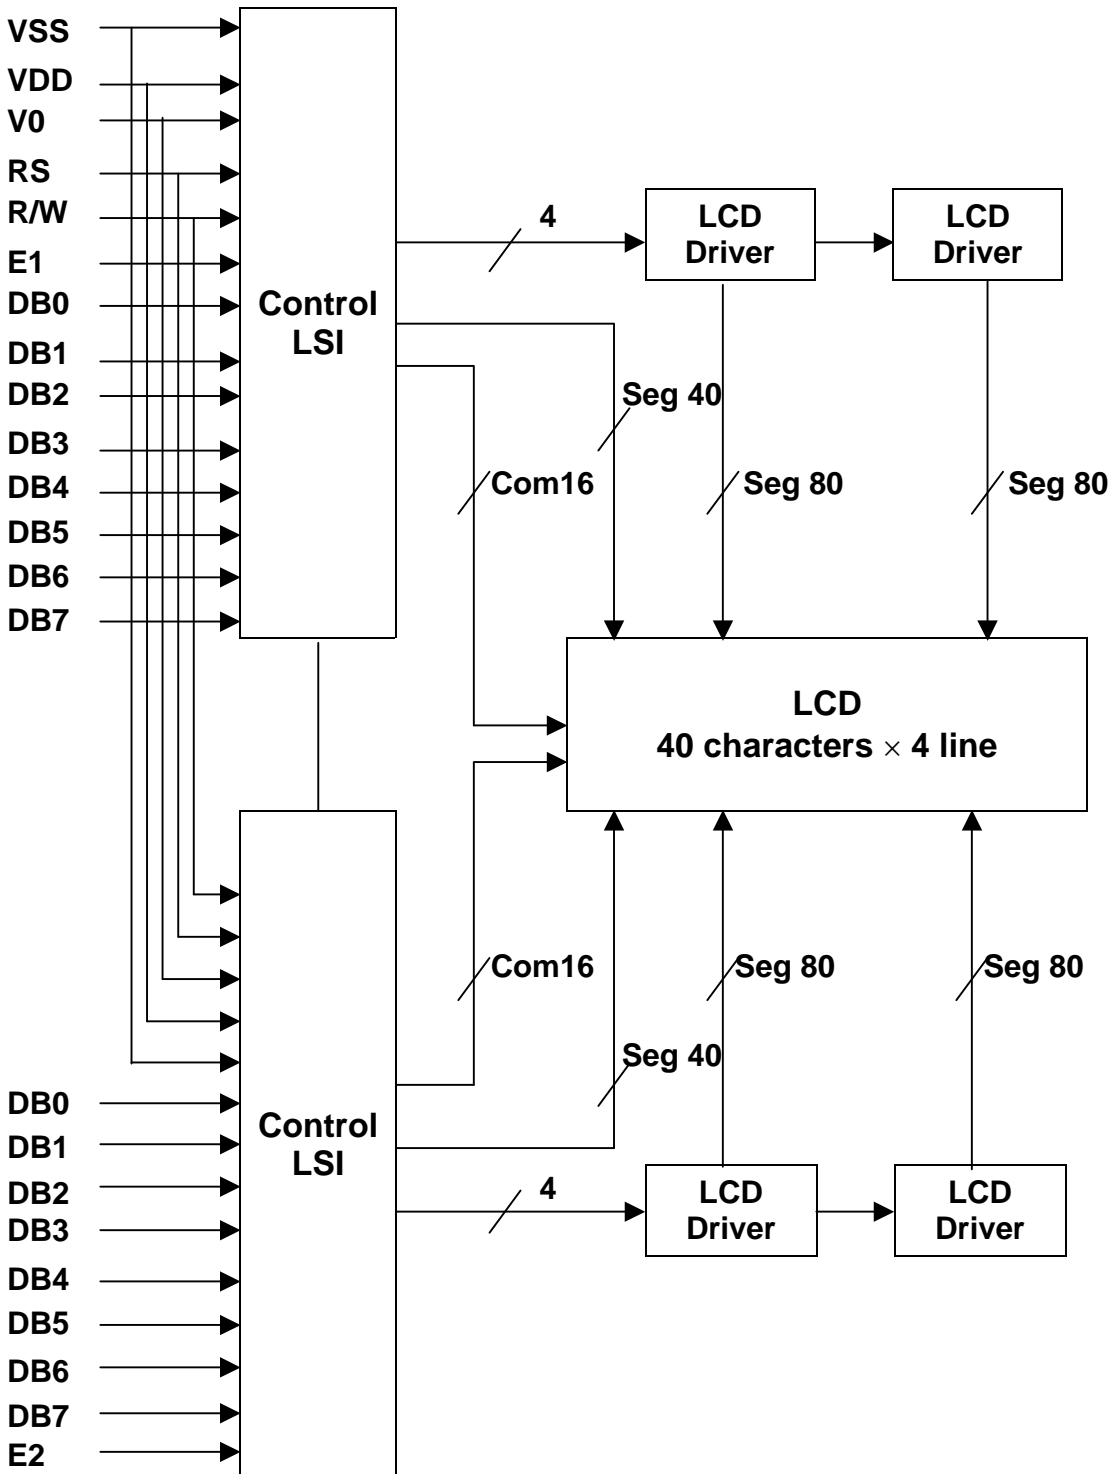 VSS
VDD
V0
RS
R/W
E1
DB0
DB1
DB2
DB3
DB4
DB5
DB6
DB7
Control
LSI
4
LCD
Driver
LCD
Driver
Seg 40
Com16
Seg 80
Seg 80
LCD
40 characters × 4 line
Com16
Seg 80
Seg 80
Seg 40
DB0
DB1
DB2
DB3
DB4
DB5
DB6
DB7
E2
Control
LSI
4
LCD
Driver
LCD
Driver